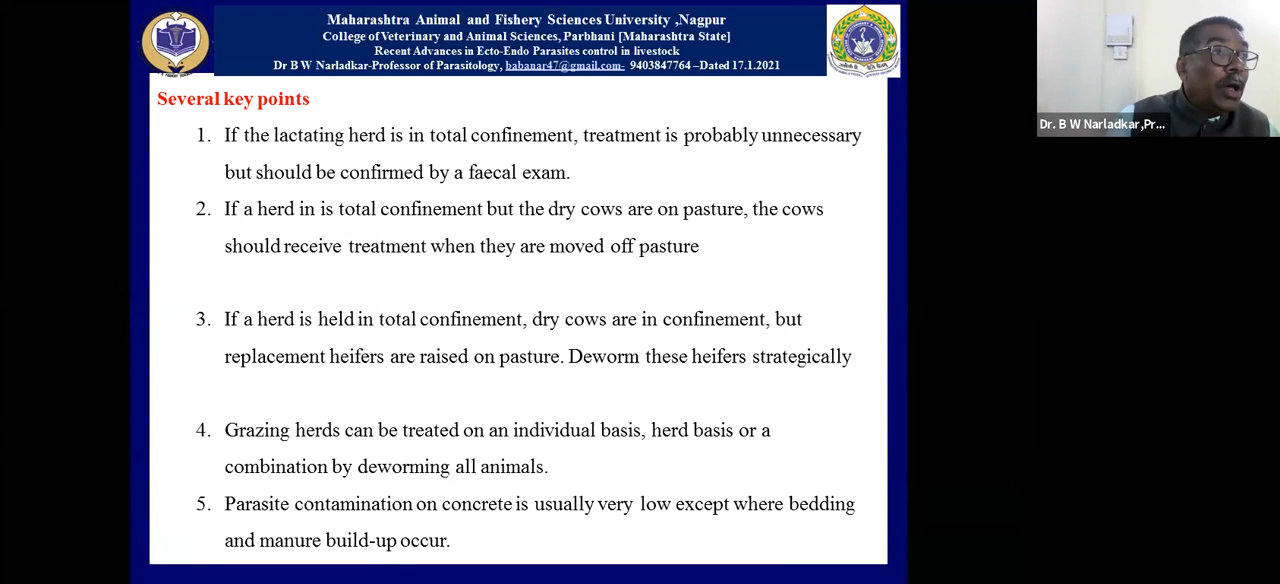 Maharashtra Animal and Fishery Sciences University ,Nagpur
College of Veterinary and Animal Sciences, Parbhani [Maharashtra State]
Recent Advances in Ecto-Endo Parasites control in livestock
Dr B W Narladkar-Professor of Parasitology, babanar47@gmail.com- 9403847764 –Dated 17.1.2021
Several key points
1. If the lactating herd is in total confinement, treatment is probably unnecessary
but should be confirmed by a faecal exam.
2. If a herd in is total confinement but the dry cows are on pasture, the cows
should receive treatment when they are moved off pasture
3. If a herd is held in total confinement, dry cows are in confinement, but
replacement heifers are raised on pasture. Deworm these heifers strategically
4. Grazing herds can be treated on an individual basis, herd basis or a
combination by deworming all animals.
5. Parasite contamination on concrete is usually very low except where bedding
and manure build-up occur.
Dr. B W Narladkar,Pr...